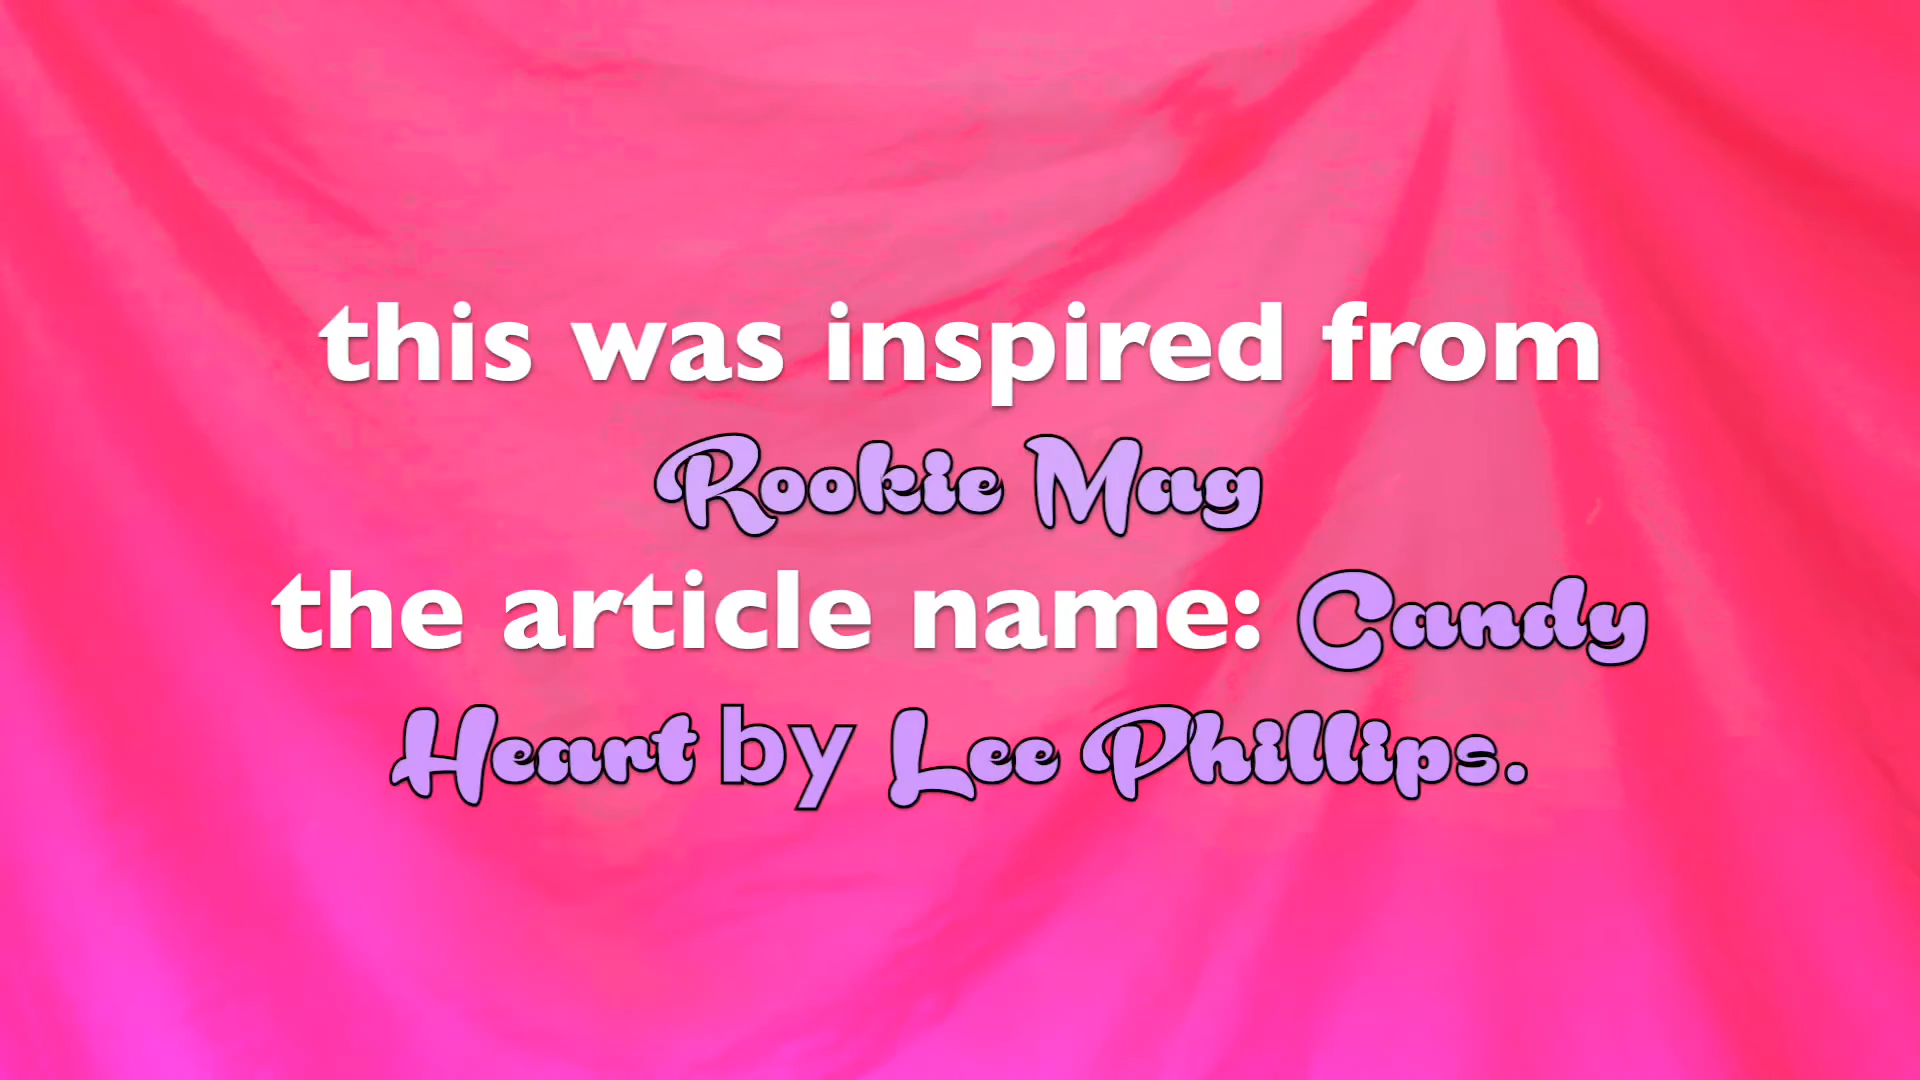 this was inspired from
Rookie Mag
the article name: Candy
Heart by Lee Phillips.